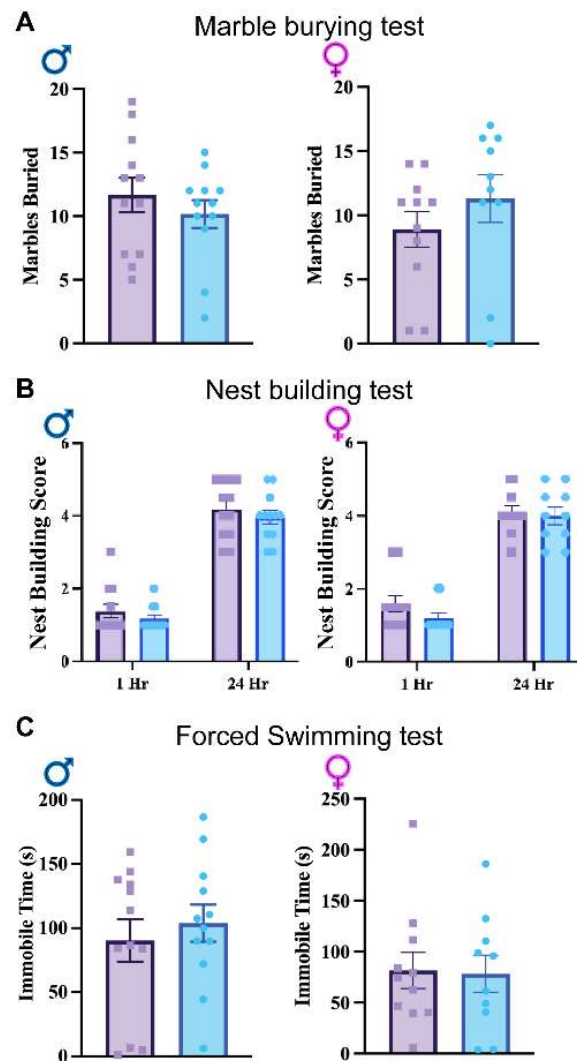 A
Marble burying test
♂
♀
20
15
10
5
0
Marbles Buried
20
15
10
5
0
Marbles Buried
B
Nest building test
♂
♀
6
4
2
0
Nest Building Score
1 Hr
24 Hr
6
4
2
0
Nest Building Score
1 Hr
24 Hr
C
Forced Swimming test
♂
♀
200
150
100
50
0
Immobile Time (s)
250
200
150
100
50
0
Immobile Time (s)